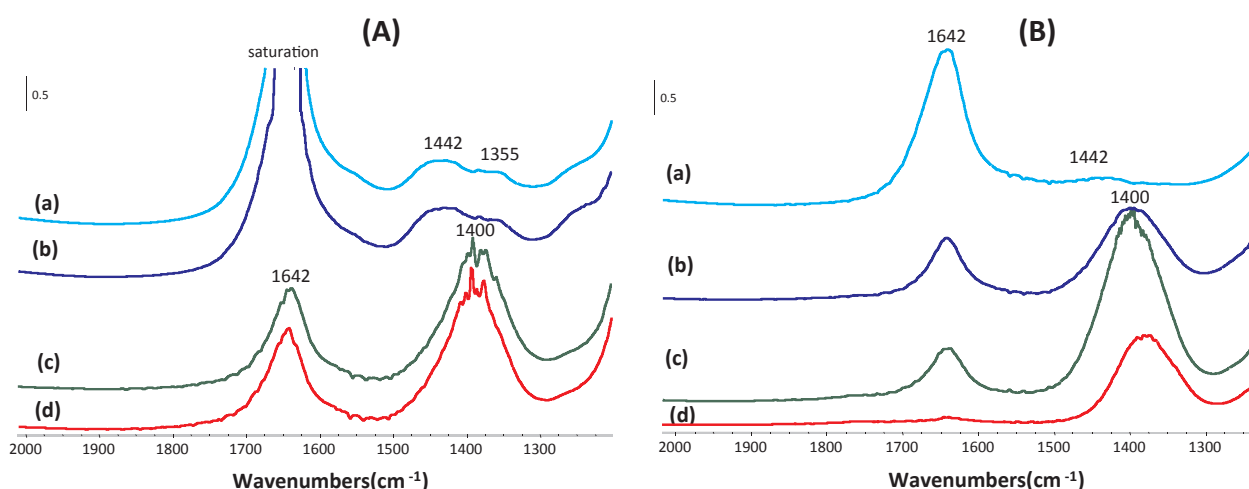 (A)
saturation
0.5
1442
1355
(a)
(b)
1400
1642
(c)
(d)
2000 1900 1800 1700 1600 1500 1400 1300
Wavenumbers(cm -1)
(B)
1642
0.5
1442
(a)
1400
(b)
(c)
(d)
2000 1900 1800 1700 1600 1500 1400 1300
Wavenumbers(cm -1)